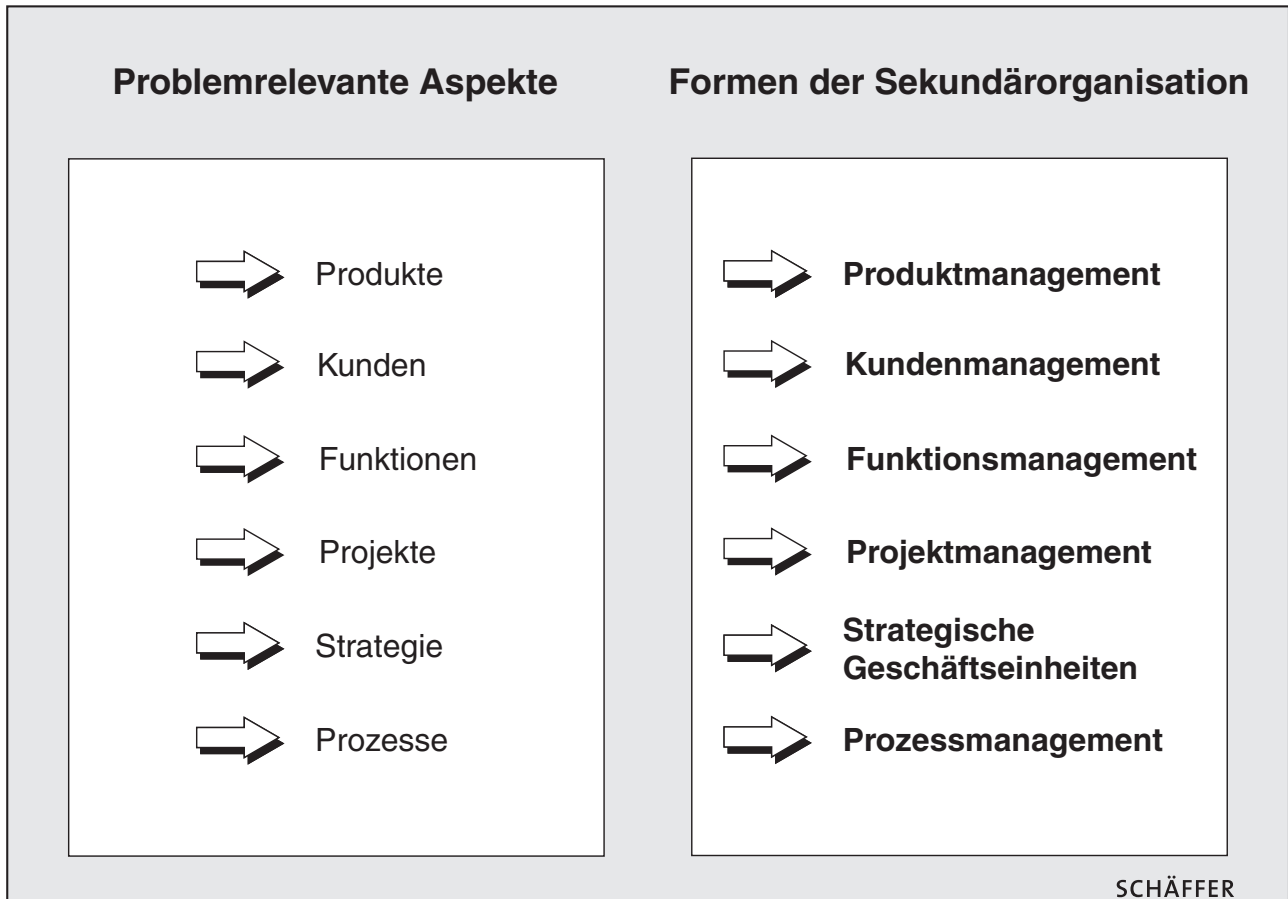 Problemrelevante Aspekte
Formen der Sekundärorganisation
Produkte
Kunden
Funktionen
Projekte
Strategie
Prozesse
Produktmanagement
Kundenmanagement
Funktionsmanagement
Projektmanagement
Strategische
Geschäftseinheiten
Prozessmanagement
SCHÄFFER